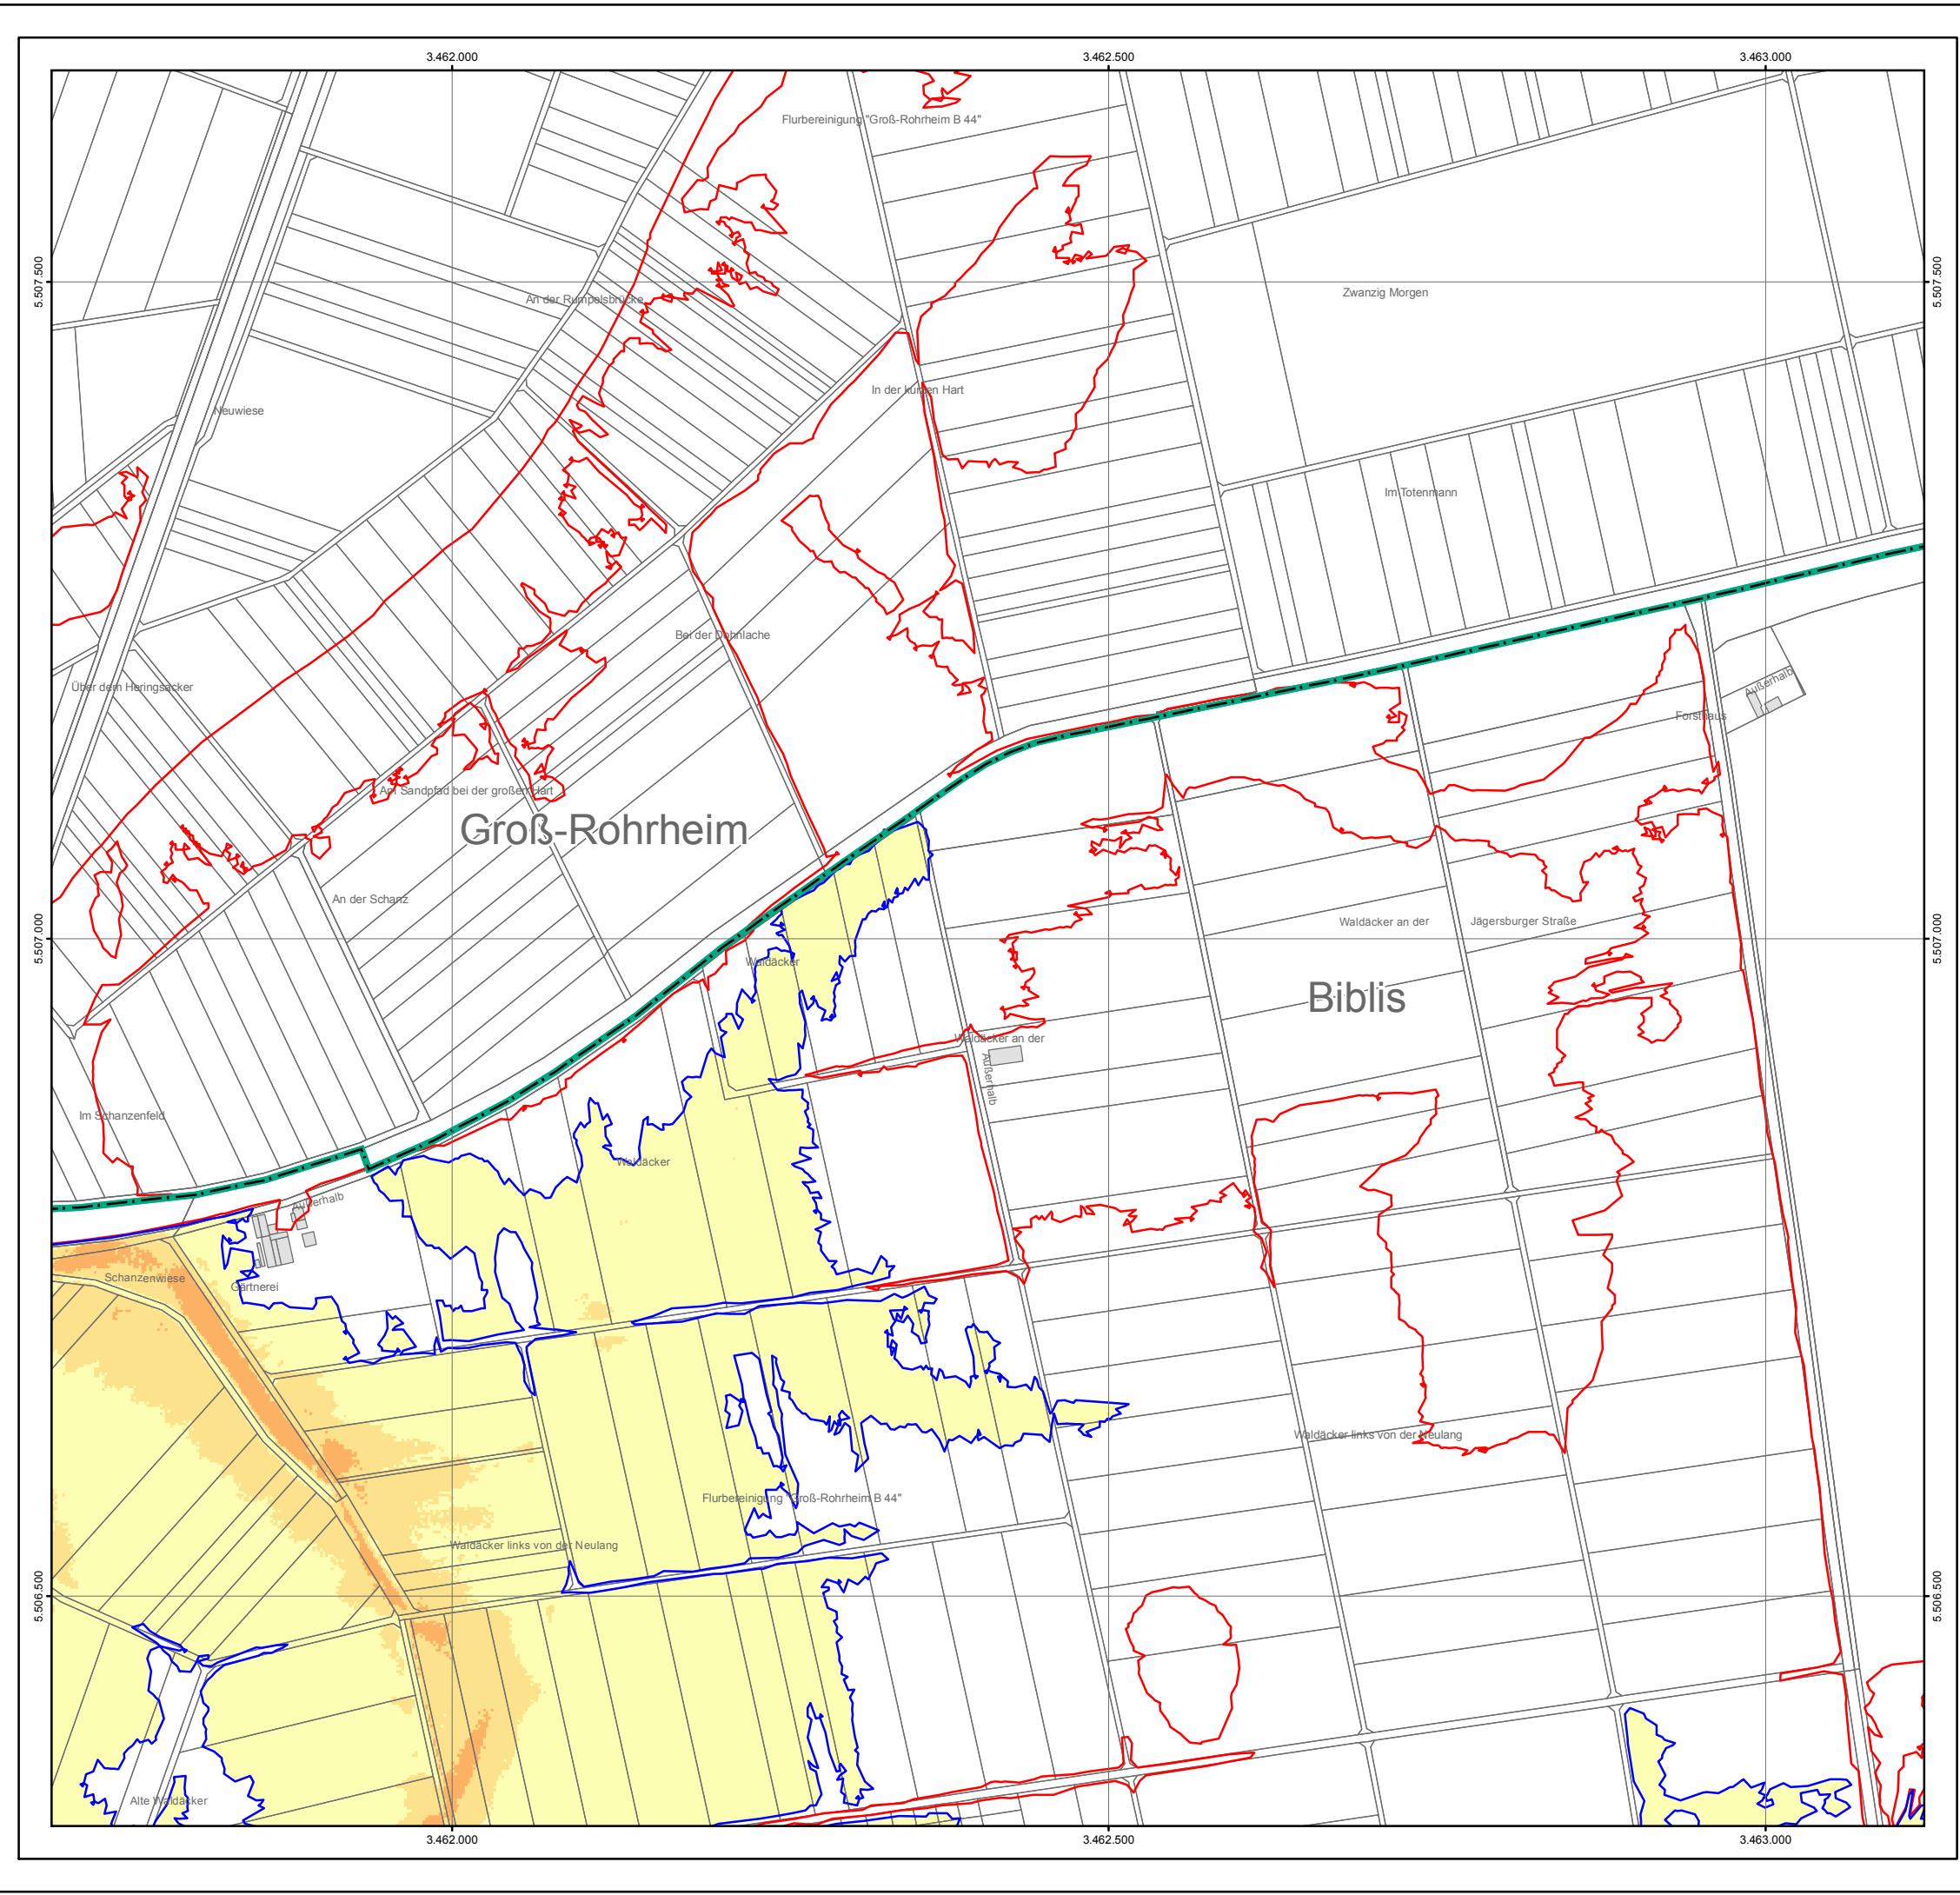 3.462.000
3.462.500
3.463.000
Flurbereinigung "Groß-Rohrheim B 44"
5.507.500
5.507.500
Zwanzig Morgen
An der Rumpelsbrücke
In der kurzen Hart
Neuwiese
Im Totenmann
Bei der Dohnlache
Außerhalb
Über dem Heringsacker
Forsthaus
Am Sandpfad bei der großen Hart
Groß-Rohrheim
An der Schanz
Waldäcker an der
Jägersburger Straße
5.507.000
5.507.000
Waldäcker
Biblis
Waldäcker an der
Außerhalb
Im Schanzenfeld
Waldäcker
Außerhalb
Schanzenwiese
Gärtnerei
Waldäcker links von der Neulang
Flurbereinigung "Groß-Rohrheim B 44"
Waldäcker links von der Neulang
5.506.500
5.506.500
Alte Waldäcker
3.462.000
3.462.500
3.463.000